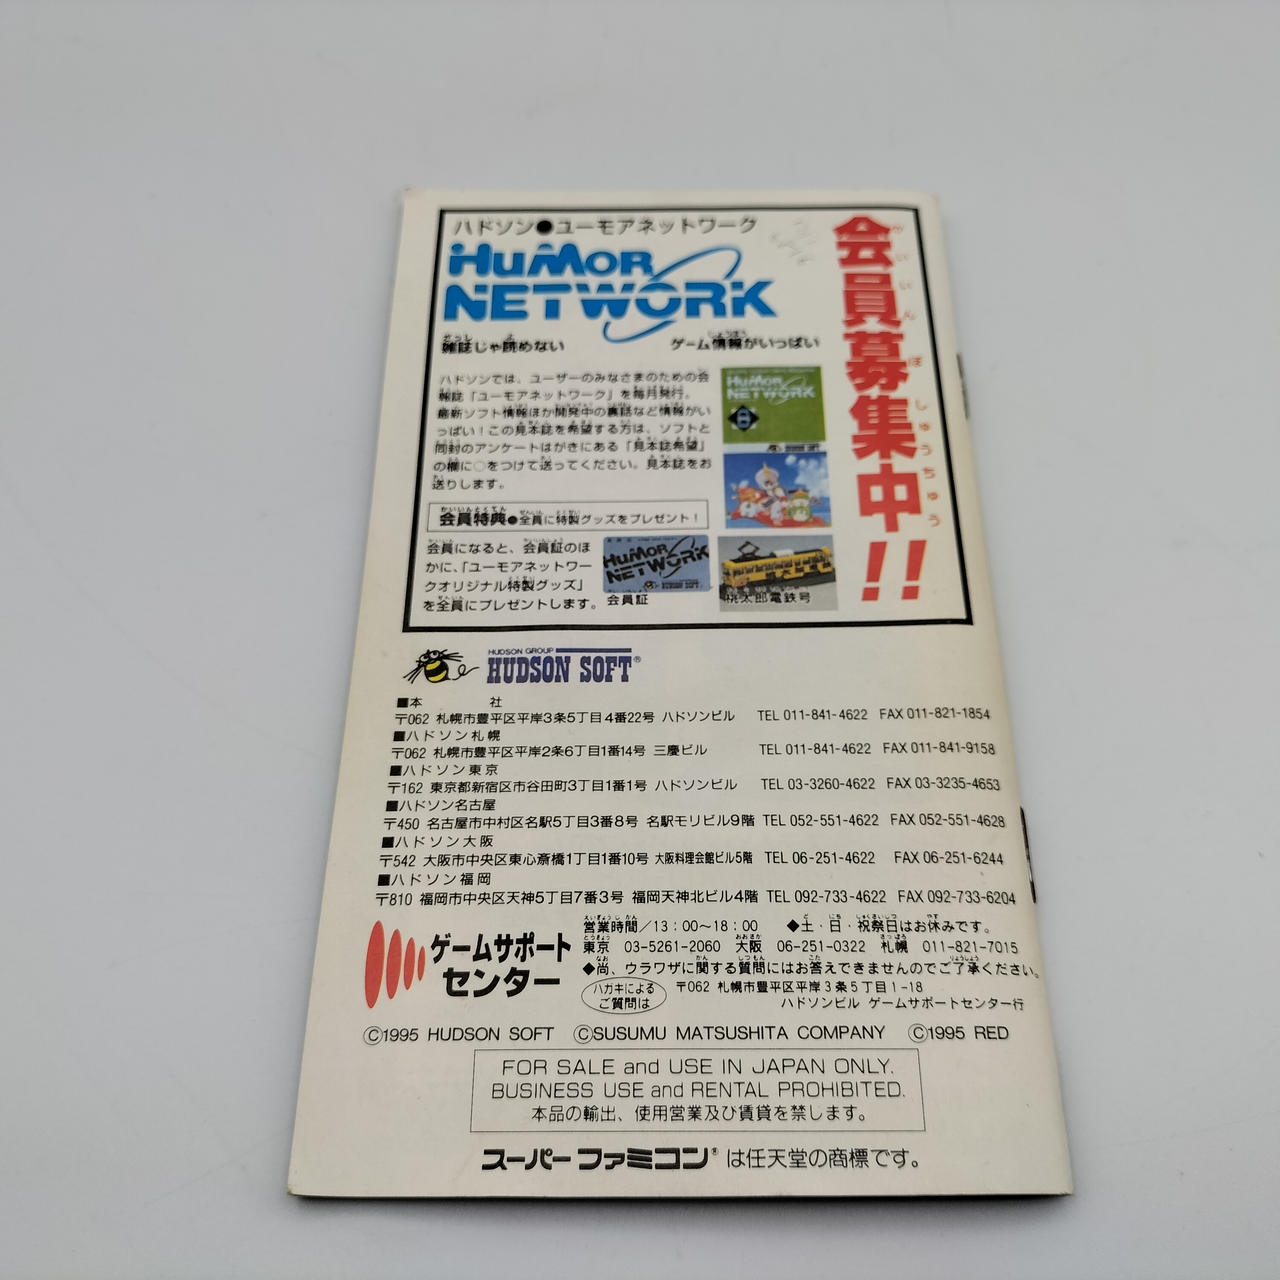 ハドソン●ユーモアネットワーク
HuMOR
NETWORK
雑誌じゃ読めない ゲーム情報がいっぱい
会員募集中!!
かいいんぼしゅうちゅう
ハドソンでは、ユーザーのみなさまのための会
報誌「ユーモアネットワーク」を毎月発行。
最新ソフト情報ほか開発中の裏話など情報がい
っぱい!この見本誌を希望する方は、ソフトと
同封のアンケートはがきにある「見本誌希望」
の欄に○をつけて送ってください。見本誌をお
送りします。
会員特典●全員に特製グッズをプレゼント!
会員になると、会員証のほ
かに、「ユーモアネットワー
クオリジナル特製グッズ」
を全員にプレゼントします。
HuMOR
NETWORK
HuMOR
NETWORK
会員証
桃太郎電鉄号
HUDSON GROUP
HUDSON SOFT®
■本 社
〒062 札幌市豊平区平岸3条5丁目4番22号 ハドソンビル TEL 011-841-4622 FAX 011-821-1854
■ハドソン札幌
〒062 札幌市豊平区平岸2条6丁目1番14号 三慶ビル TEL 011-841-4622 FAX 011-841-9158
■ハドソン東京
〒162 東京都新宿区市谷田町3丁目1番1号 ハドソンビル TEL 03-3260-4622 FAX 03-3235-4653
■ハドソン名古屋
〒450 名古屋市中村区名駅5丁目3番8号 名駅モリビル9階 TEL 052-551-4622 FAX 052-551-4628
■ハドソン大阪
〒542 大阪市中央区東心斎橋1丁目1番10号 大阪料理会館ビル5階 TEL 06-251-4622 FAX 06-251-6244
■ハドソン福岡
〒810 福岡市中央区天神5丁目7番3号 福岡天神北ビル4階 TEL 092-733-4622 FAX 092-733-6204
ゲームサポート
センター
営業時間/13:00~18:00 ◆土・日・祝祭日はお休みです。
東京 03-5261-2060 大阪 06-251-0322 札幌 011-821-7015
◆尚、ウラワザに関する質問にはお答えできませんのでご了承ください。
ハガキによる
ご質問は
〒062 札幌市豊平区平岸3条5丁目1-18
ハドソンビル ゲームサポートセンター行
©1995 HUDSON SOFT ©SUSUMU MATSUSHITA COMPANY ©1995 RED
FOR SALE and USE IN JAPAN ONLY.
BUSINESS USE and RENTAL PROHIBITED.
本品の輸出、使用営業及び賃貸を禁します。
スーパーファミコン®は任天堂の商標です。